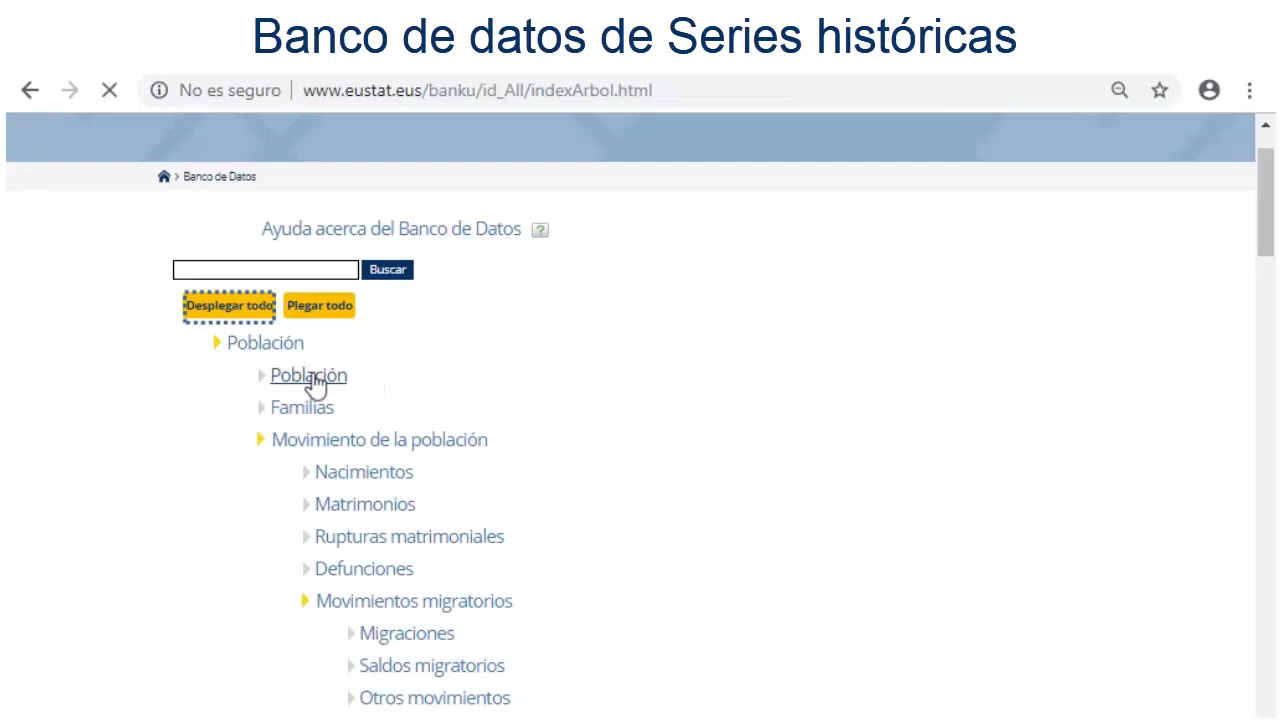 Banco de datos de Series históricas
No es seguro | www.eustat.eus/banku/id_All/indexArbol.html
> Banco de Datos
Ayuda acerca del Banco de Datos ?
Buscar
Desplegar todo Plegar todo
Población
Población
Familias
Movimiento de la población
Nacimientos
Matrimonios
Rupturas matrimoniales
Defunciones
Movimientos migratorios
Migraciones
Saldos migratorios
Otros movimientos